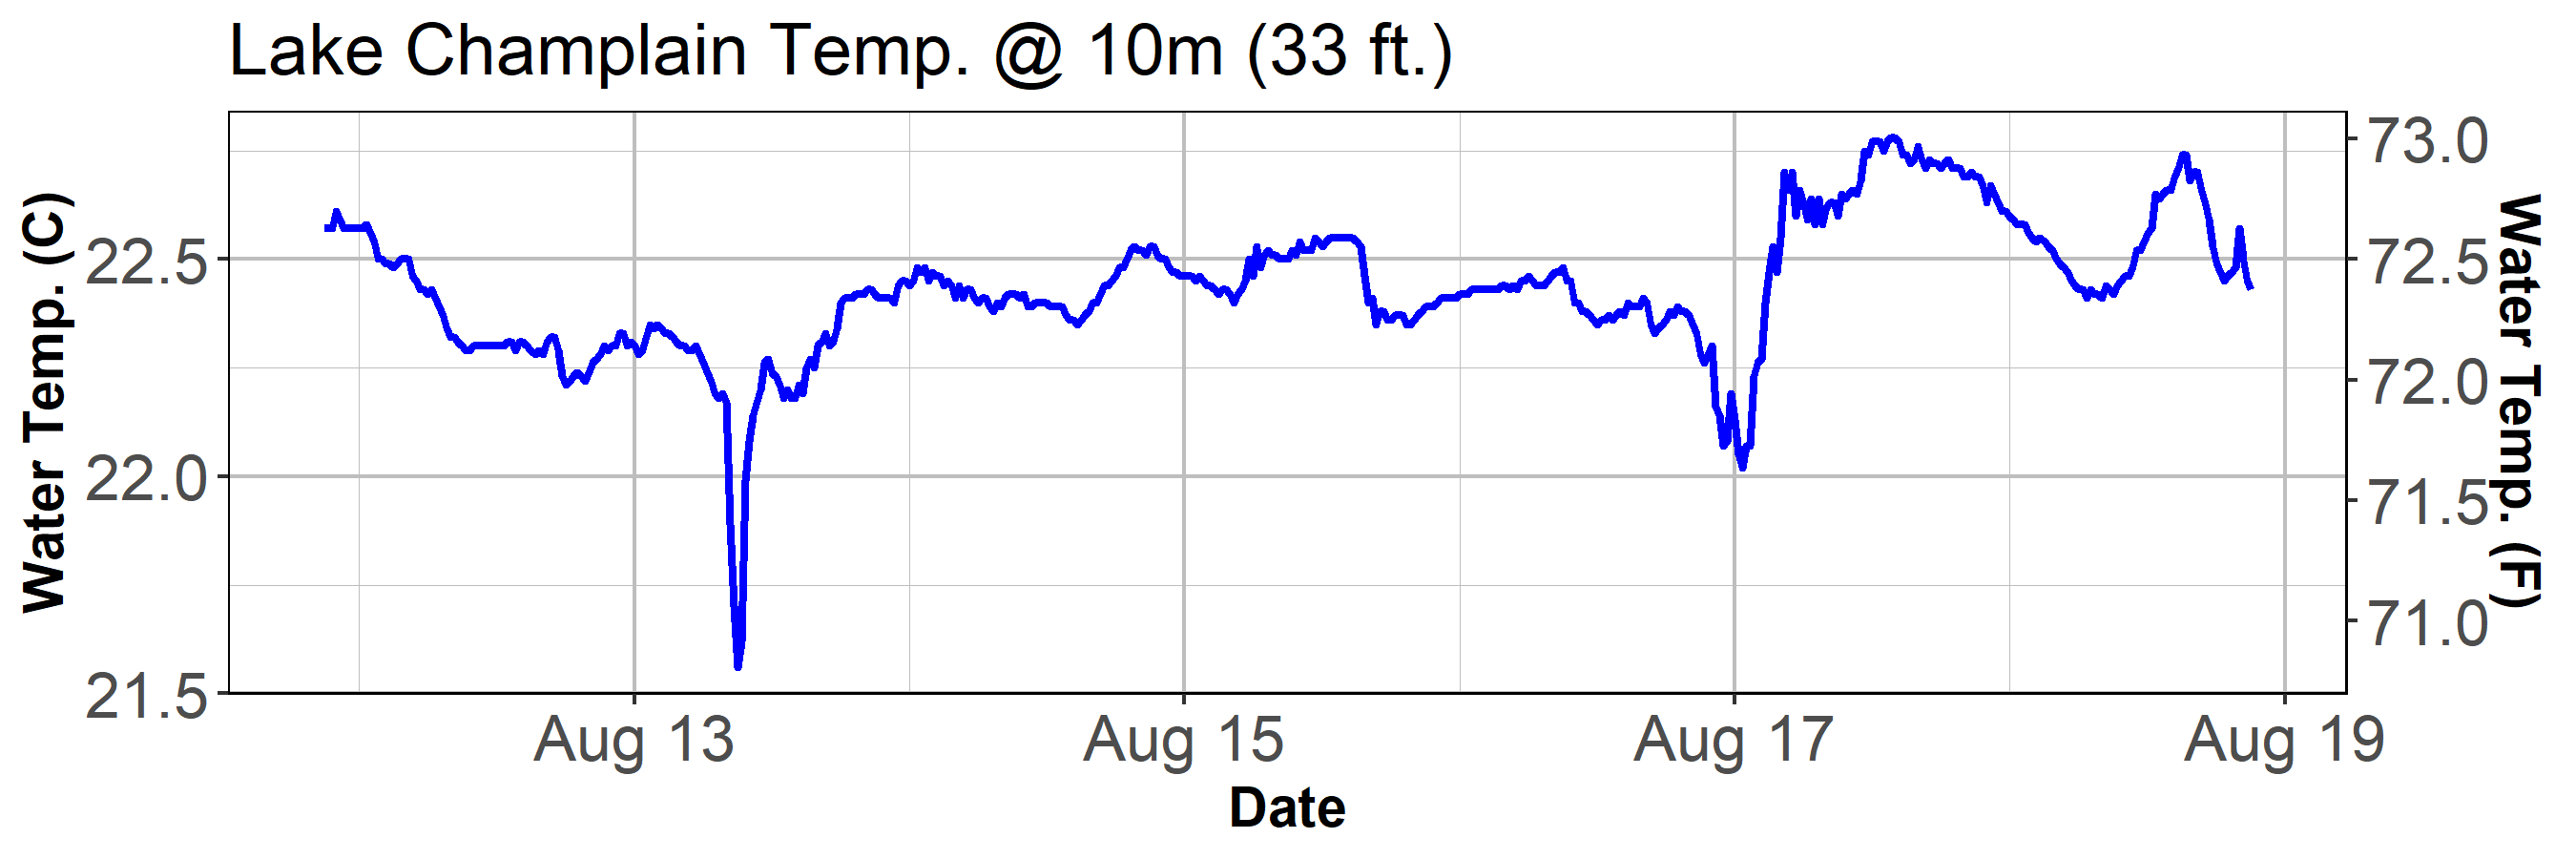 Lake Champlain Temp. @ 10m (33 ft.)
Water Temp. (C)
22.5
22.0
21.5
73.0
72.5
72.0
71.5
71.0
Water Temp. (F)
Aug 13 Aug 15 Aug 17 Aug 19
Date